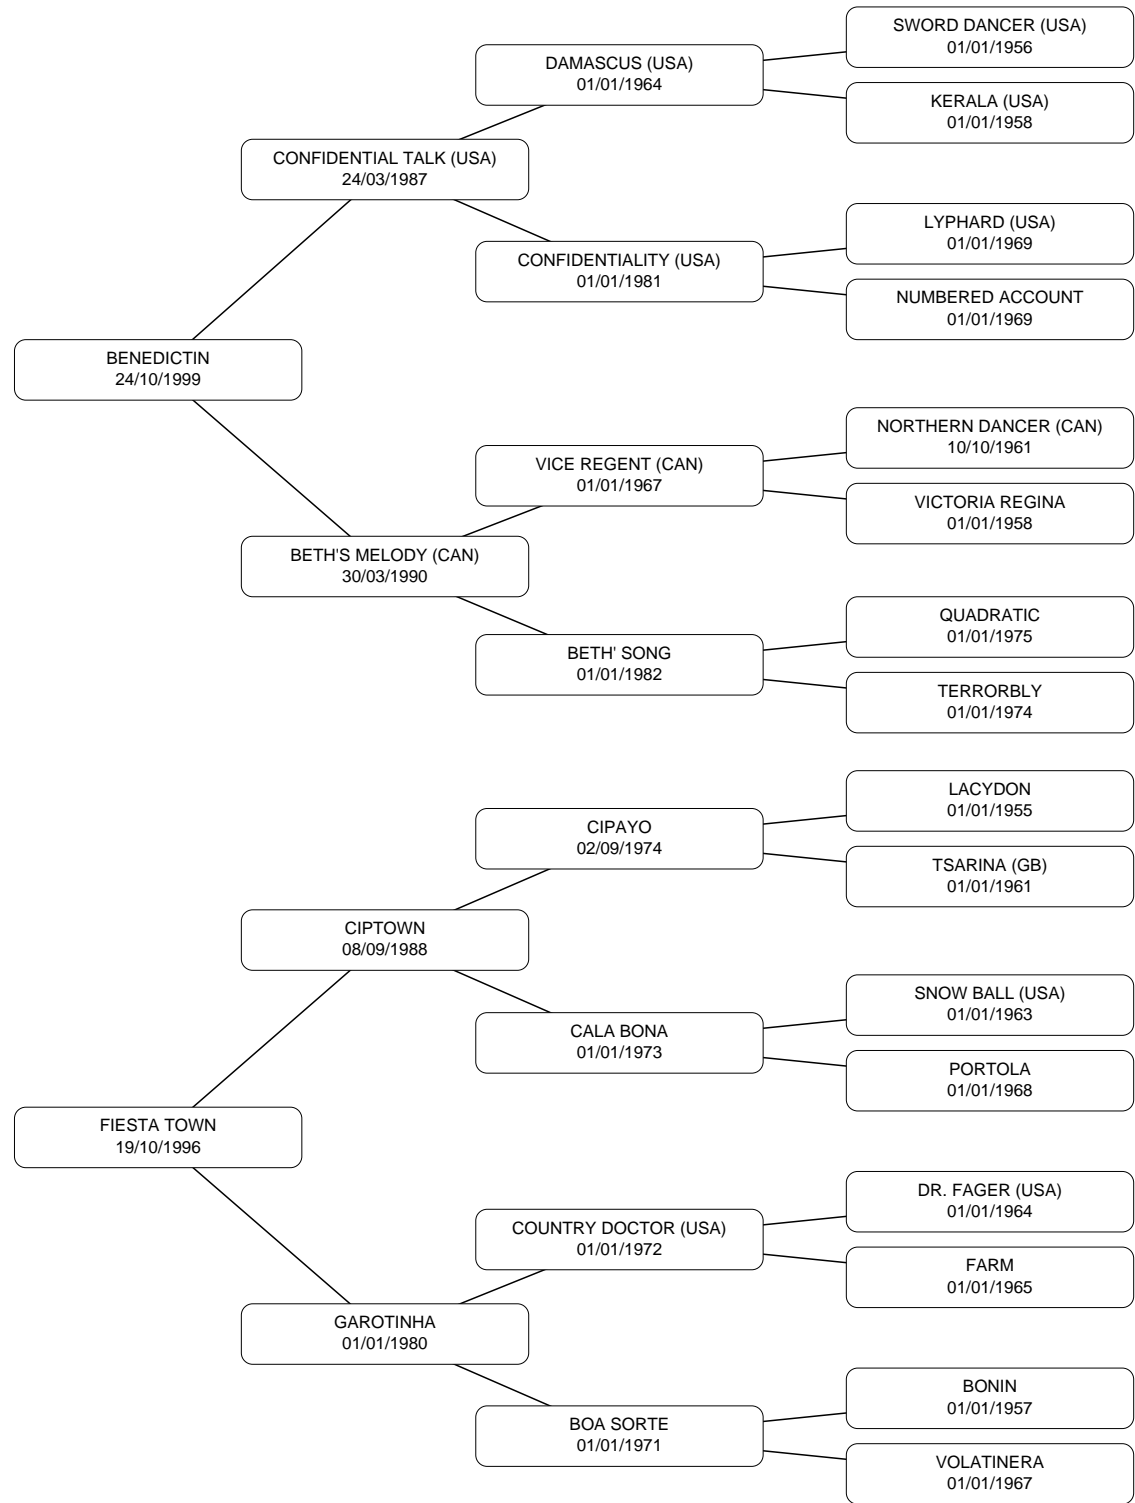 SWORD DANCER (USA)
01/01/1956
DAMASCUS (USA)
01/01/1964
KERALA (USA)
01/01/1958
CONFIDENTIAL TALK (USA)
24/03/1987
LYPHARD (USA)
01/01/1969
CONFIDENTIALITY (USA)
01/01/1981
NUMBERED ACCOUNT
01/01/1969
BENEDICTIN
24/10/1999
NORTHERN DANCER (CAN)
10/10/1961
VICE REGENT (CAN)
01/01/1967
VICTORIA REGINA
01/01/1958
BETH'S MELODY (CAN)
30/03/1990
QUADRATIC
01/01/1975
BETH' SONG
01/01/1982
TERRORBLY
01/01/1974
LACYDON
01/01/1955
CIPAYO
02/09/1974
TSARINA (GB)
01/01/1961
CIPTOWN
08/09/1988
SNOW BALL (USA)
01/01/1963
CALA BONA
01/01/1973
PORTOLA
01/01/1968
FIESTA TOWN
19/10/1996
DR. FAGER (USA)
01/01/1964
COUNTRY DOCTOR (USA)
01/01/1972
FARM
01/01/1965
GAROTINHA
01/01/1980
BONIN
01/01/1957
BOA SORTE
01/01/1971
VOLATINERA
01/01/1967